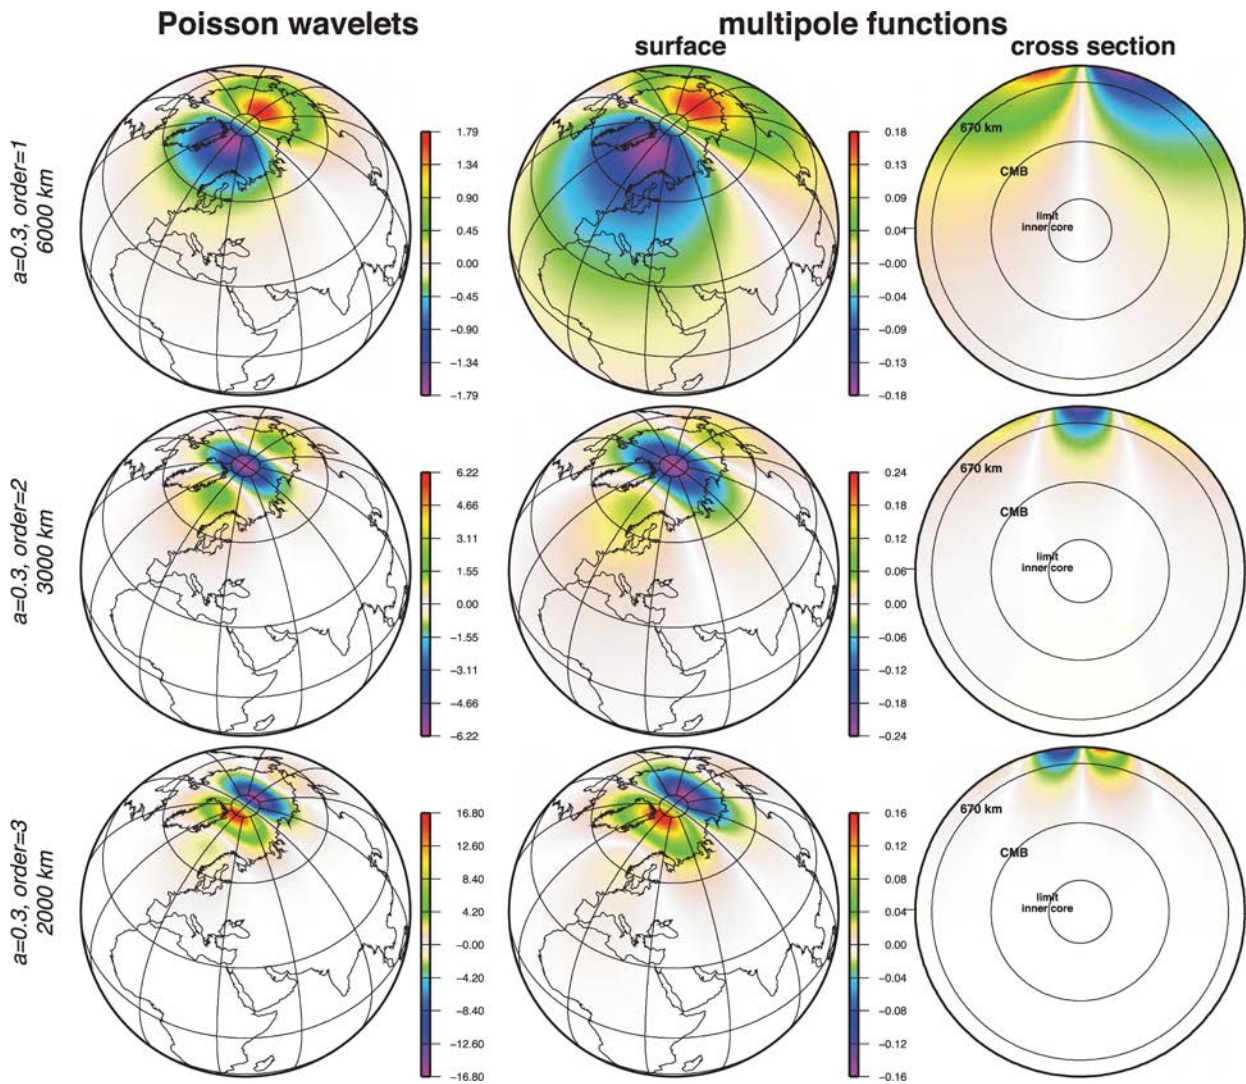 Poisson wavelets
multipole functions
surface
cross section
a=0.3, order=1
6000 km
1.79
1.34
0.90
0.45
0.00
−0.45
−0.90
−1.34
−1.79
0.18
0.13
0.09
0.04
−0.00
−0.04
−0.09
−0.13
−0.18
670 km
CMB
limit
inner core
a=0.3, order=2
3000 km
6.22
4.66
3.11
1.55
0.00
−1.55
−3.11
−4.66
−6.22
0.24
0.18
0.12
0.06
0.00
−0.06
−0.12
−0.18
−0.24
670 km
CMB
limit
inner core
a=0.3, order=3
2000 km
16.80
12.60
18.40
4.20
−0.00
−4.20
−8.40
−12.60
−16.80
0.16
0.12
0.08
0.04
0.00
−0.04
−0.08
−0.12
−0.16
670 km
CMB
limit
inner core